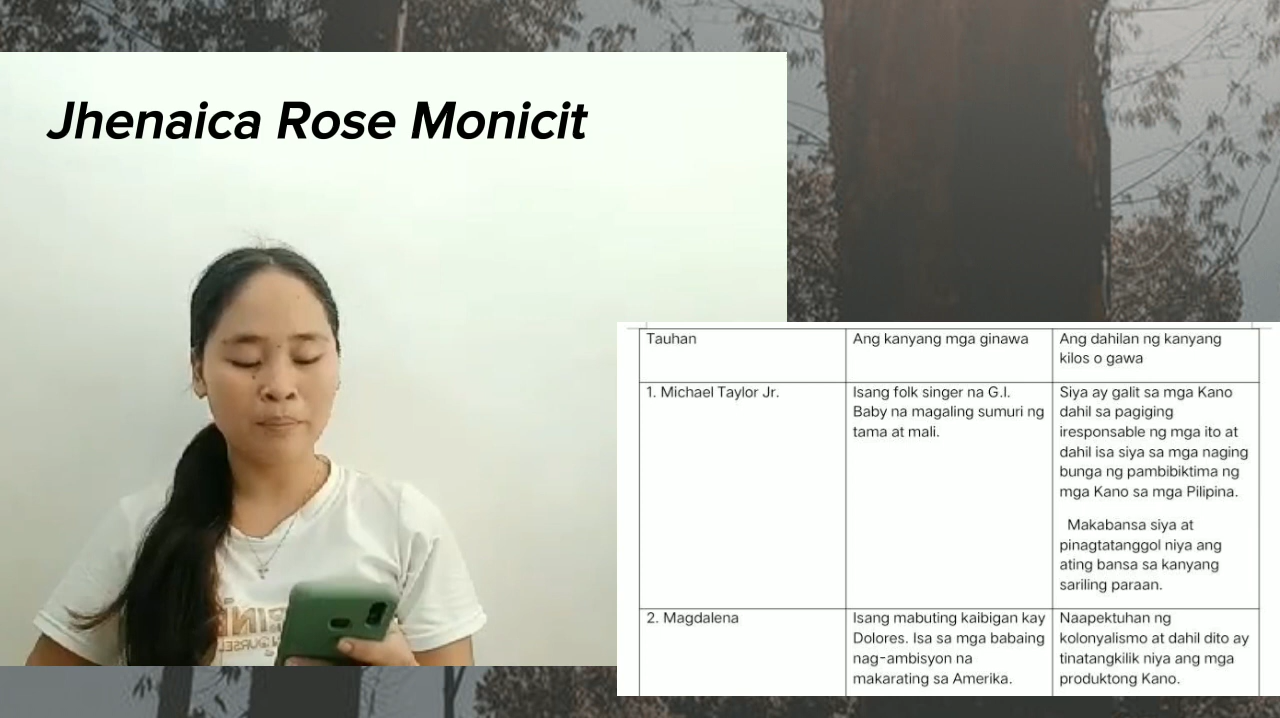 Jhenaica Rose Monicit
Tauhan
Ang kanyang mga ginawa
Ang dahilan ng kanyang
kilos o gawa
1. Michael Taylor Jr.
Isang folk singer na G.I.
Baby na magaling sumuri ng
tama at mali.
Siya ay galit sa mga Kano
dahil sa pagiging
iresponsable ng mga ito at
dahil isa siya sa mga naging
bunga ng pambibiktima ng
mga Kano sa mga Pilipina.
Makabansa siya at
pinagtatanggol niya ang
ating bansa sa kanyang
sariling paraan.
2. Magdalena
Isang mabuting kaibigan kay
Dolores. Isa sa mga babaing
nag-ambisyon na
makarating sa Amerika.
Naapektuhan ng
kolonyalismo at dahil dito ay
tinatangkilik niya ang mga
produktong Kano.